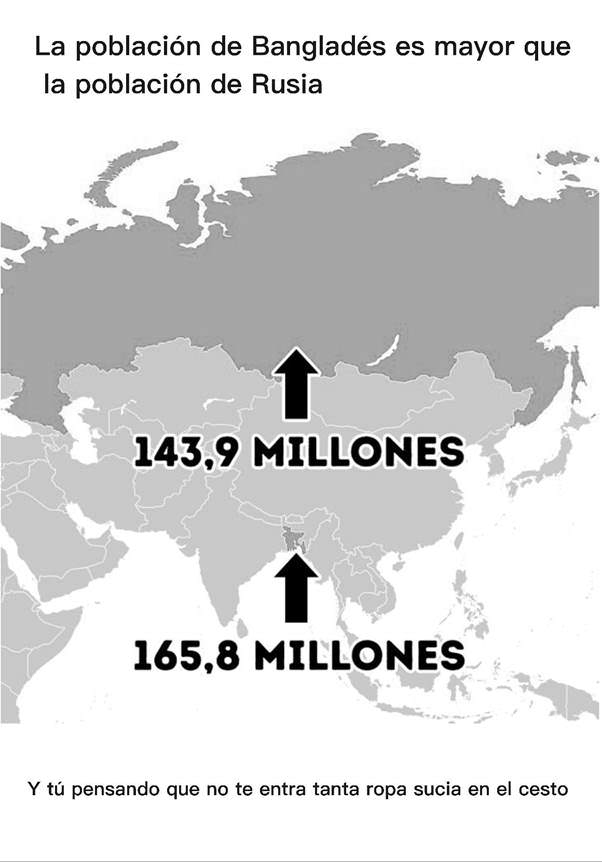 La población de Bangladés es mayor que
la población de Rusia
143,9 MILLONES
165,8 MILLONES
Y tú pensando que no te entra tanta ropa sucia en el cesto